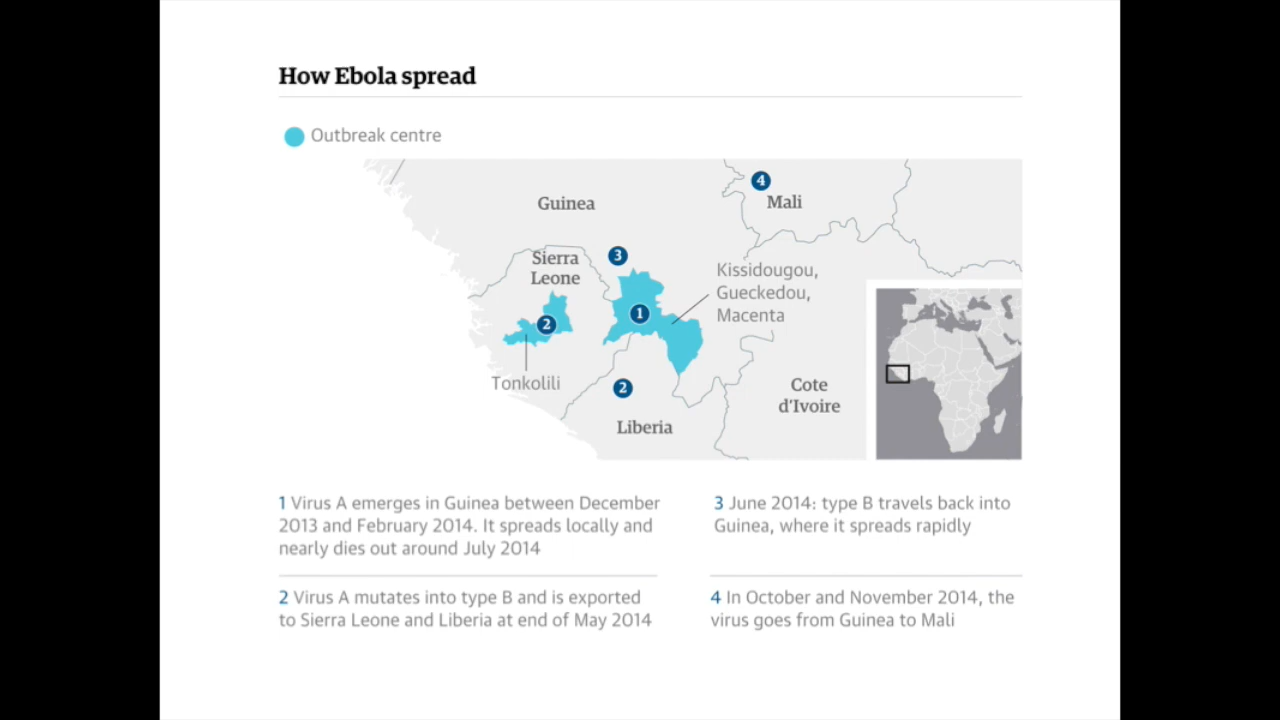 How Ebola spread
Outbreak centre
4
Guinea
Mali
3
Sierra
Leone
Kissidougou,
Gueckedou,
Macenta
1
2
Tonkolili
2
Cote
d'Ivoire
Liberia
1 Virus A emerges in Guinea between December
2013 and February 2014. It spreads locally and
nearly dies out around July 2014
3 June 2014: type B travels back into
Guinea, where it spreads rapidly
2 Virus A mutates into type B and is exported
to Sierra Leone and Liberia at end of May 2014
4 In October and November 2014, the
virus goes from Guinea to Mali